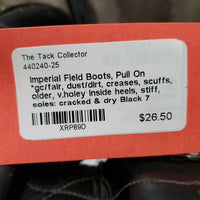 The Tack Collector
440240-25
Imperial Field Boots, Pull On
*gc/fair, dust/dirt, creases, scuffs,
older, v.holey inside heels, stiff,
soles: cracked & dry Black 7
$26.50
XRP89D